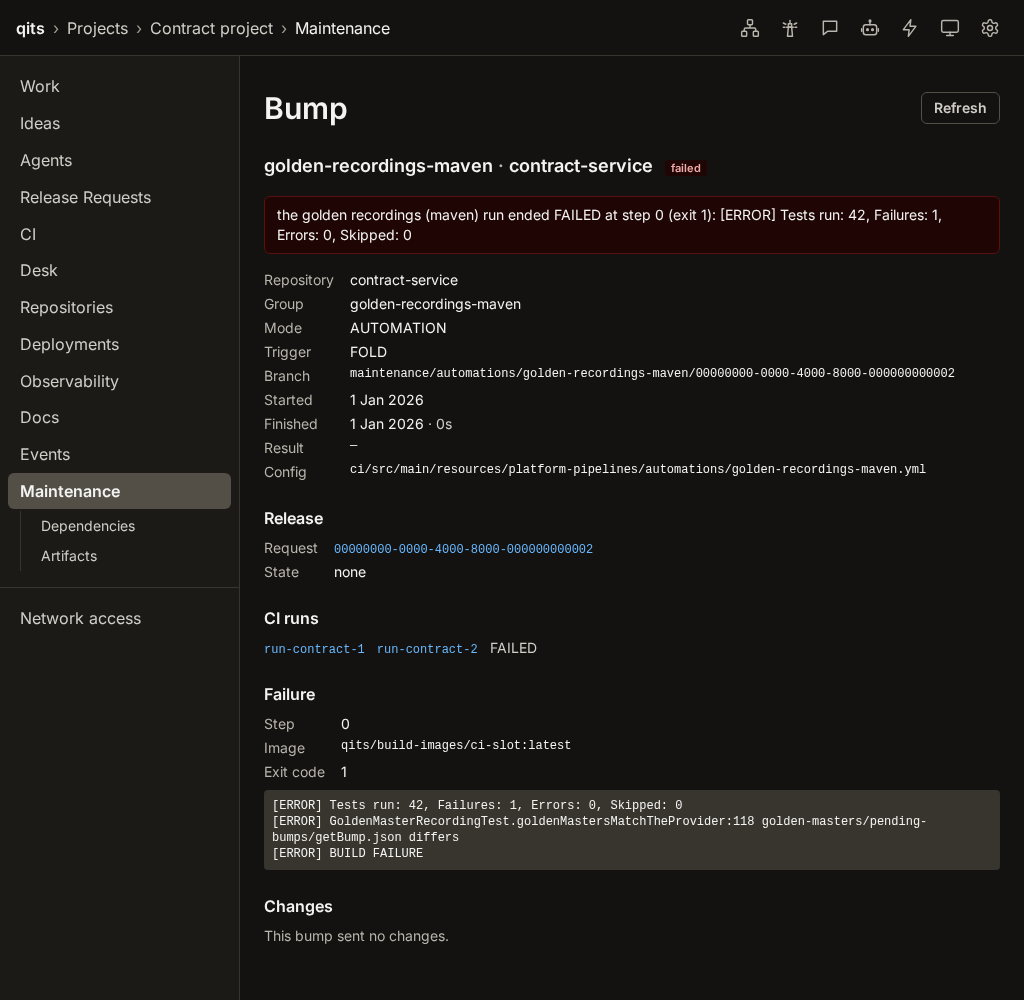 qits › Projects › Contract project › Maintenance
Work
Ideas
Agents
Release Requests
CI
Desk
Repositories
Deployments
Observability
Docs
Events
Maintenance
Dependencies
Artifacts
Network access
Bump
Refresh
golden-recordings-maven · contract-service failed
the golden recordings (maven) run ended FAILED at step 0 (exit 1): [ERROR] Tests run: 42, Failures: 1,
Errors: 0, Skipped: 0
Repository contract-service
Group golden-recordings-maven
Mode AUTOMATION
Trigger FOLD
Branch maintenance/automations/golden-recordings-maven/00000000-0000-4000-8000-000000000002
Started 1 Jan 2026
Finished 1 Jan 2026 · 0s
Result –
Config ci/src/main/resources/platform-pipelines/automations/golden-recordings-maven.yml
Release
Request 00000000-0000-4000-8000-000000000002
State none
CI runs
run-contract-1 run-contract-2 FAILED
Failure
Step 0
Image qits/build-images/ci-slot:latest
Exit code 1
[ERROR] Tests run: 42, Failures: 1, Errors: 0, Skipped: 0
[ERROR] GoldenMasterRecordingTest.goldenMastersMatchTheProvider:118 golden-masters/pending-
bumps/getBump.json differs
[ERROR] BUILD FAILURE
Changes
This bump sent no changes.